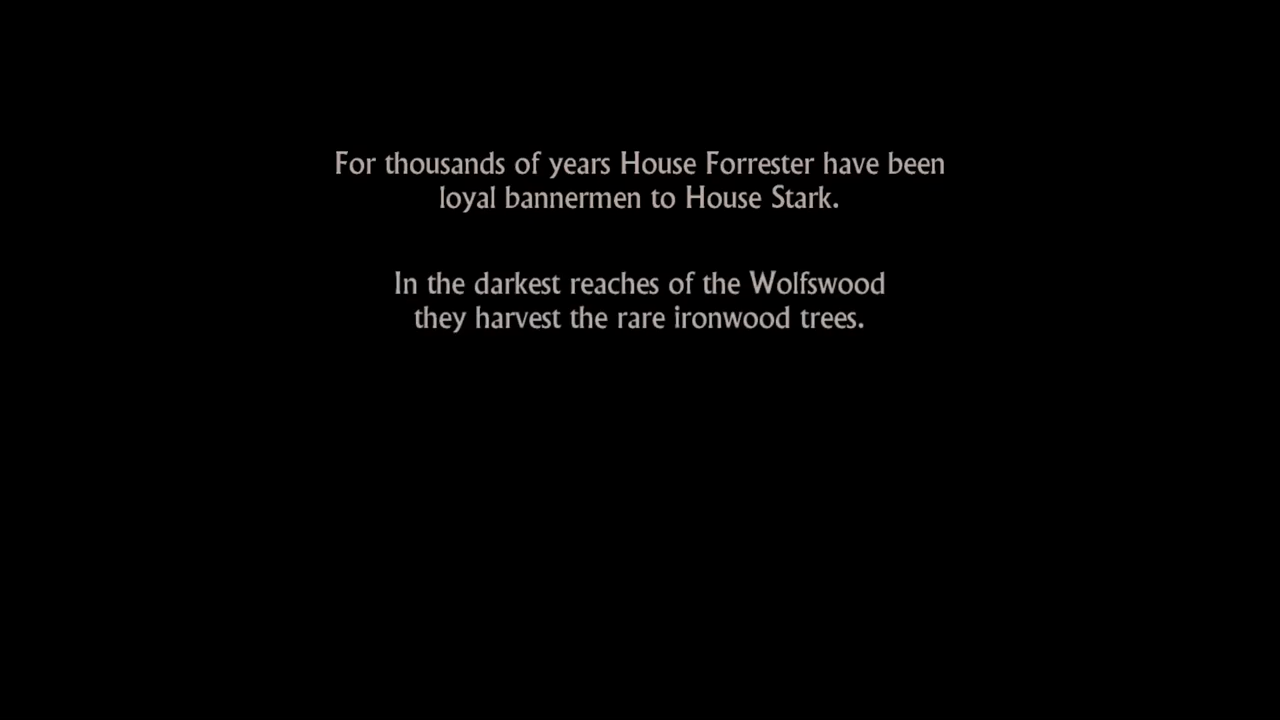 For thousands of years House Forrester have been
loyal bannermen to House Stark.
In the darkest reaches of the Wolfswood
they harvest the rare ironwood trees.